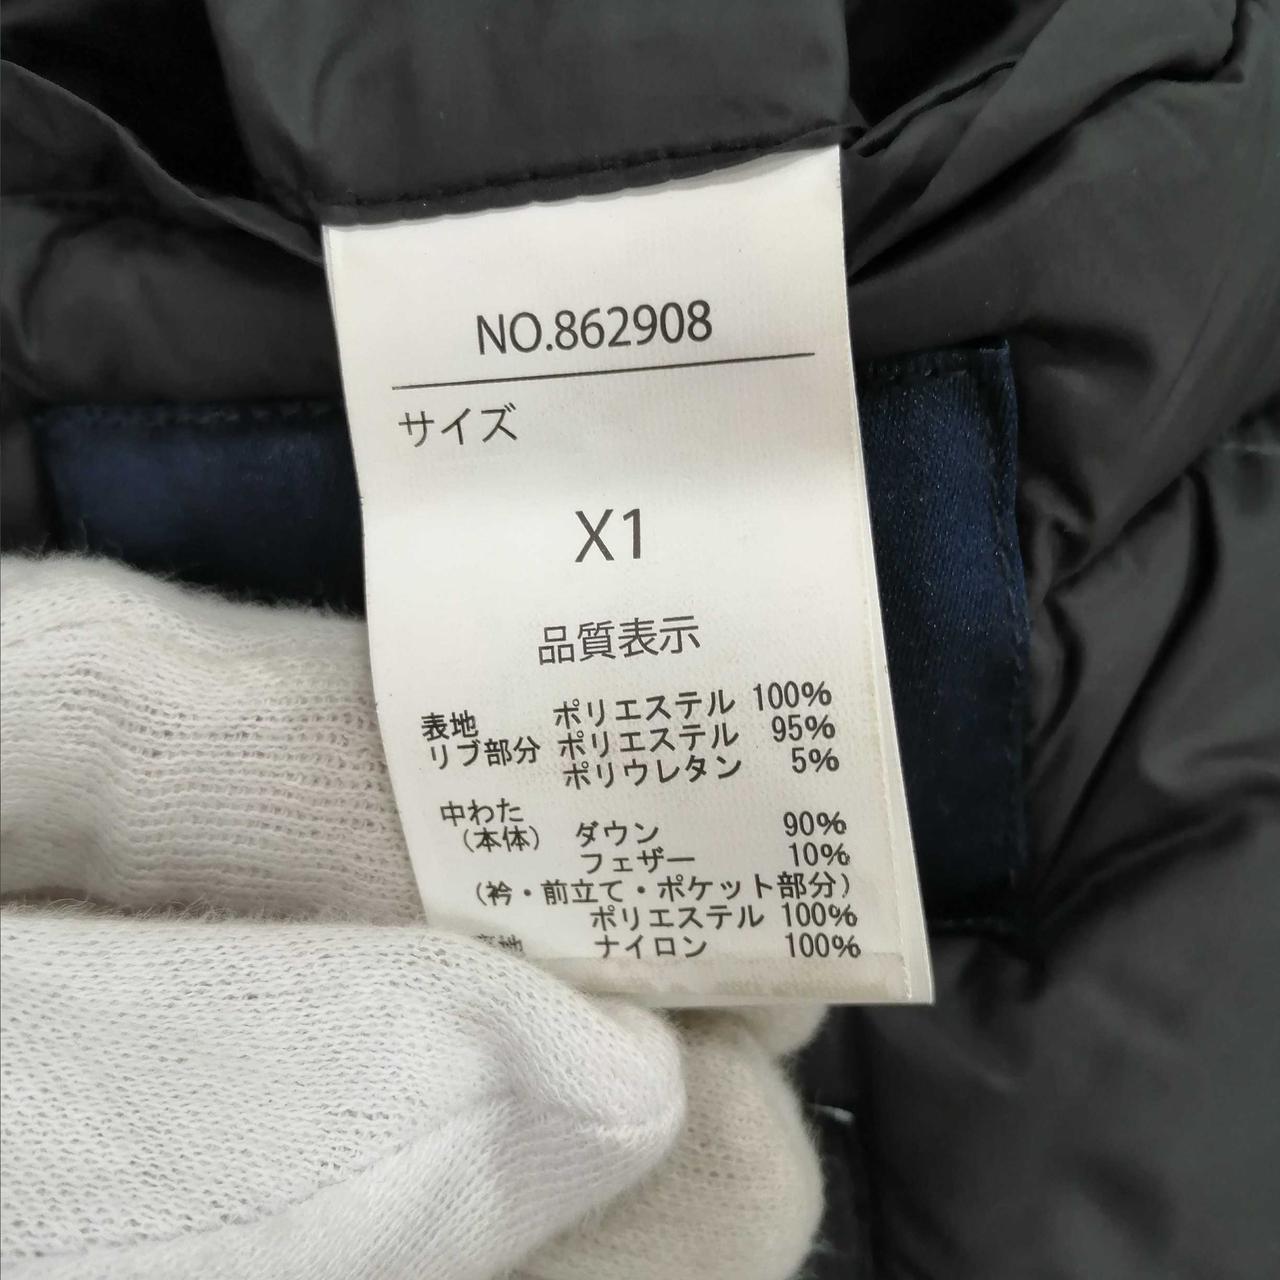 NO.862908
サイズ
X1
品質表示
表地 ポリエステル 100%
リブ部分 ポリエステル 95%
ポリウレタン 5%
中わた
(本体) ダウン 90%
フェザー 10%
(衿・前立て・ポケット部分)
ポリエステル 100%
ナイロン 100%